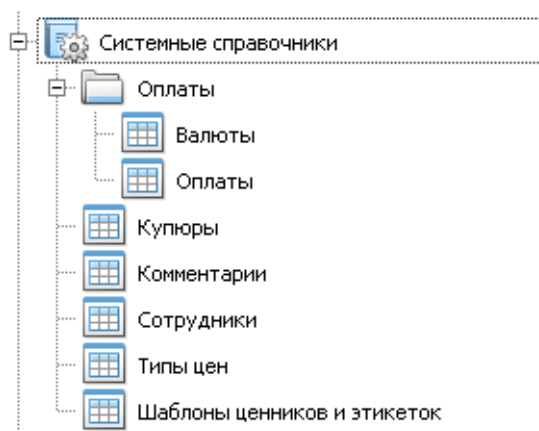 Системные справочники
Оплаты
Валюты
Оплаты
Купюры
Комментарии
Сотрудники
Типы цен
Шаблоны ценников и этикеток